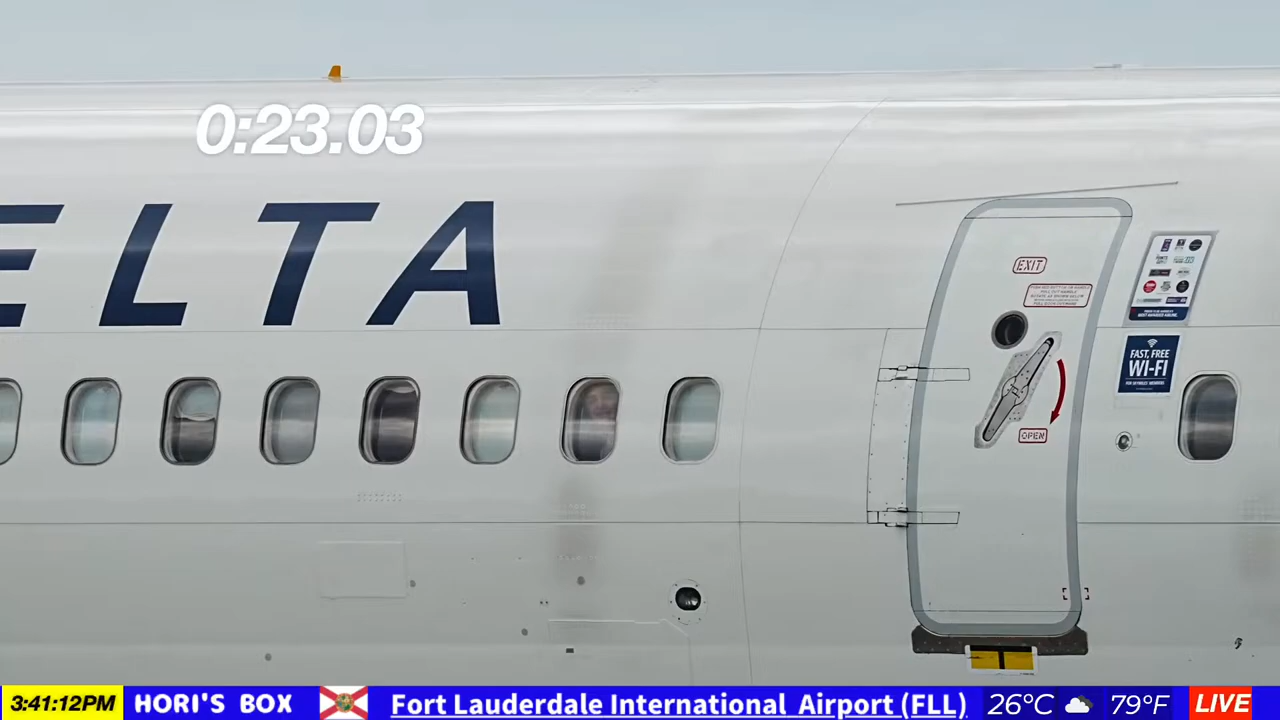 0:23.03
ELTA
EXIT
OPEN
FAST, FREE
WI-FI
3:41:12PM HORI'S BOX Fort Lauderdale International Airport (FLL) 26°C 79°F LIVE